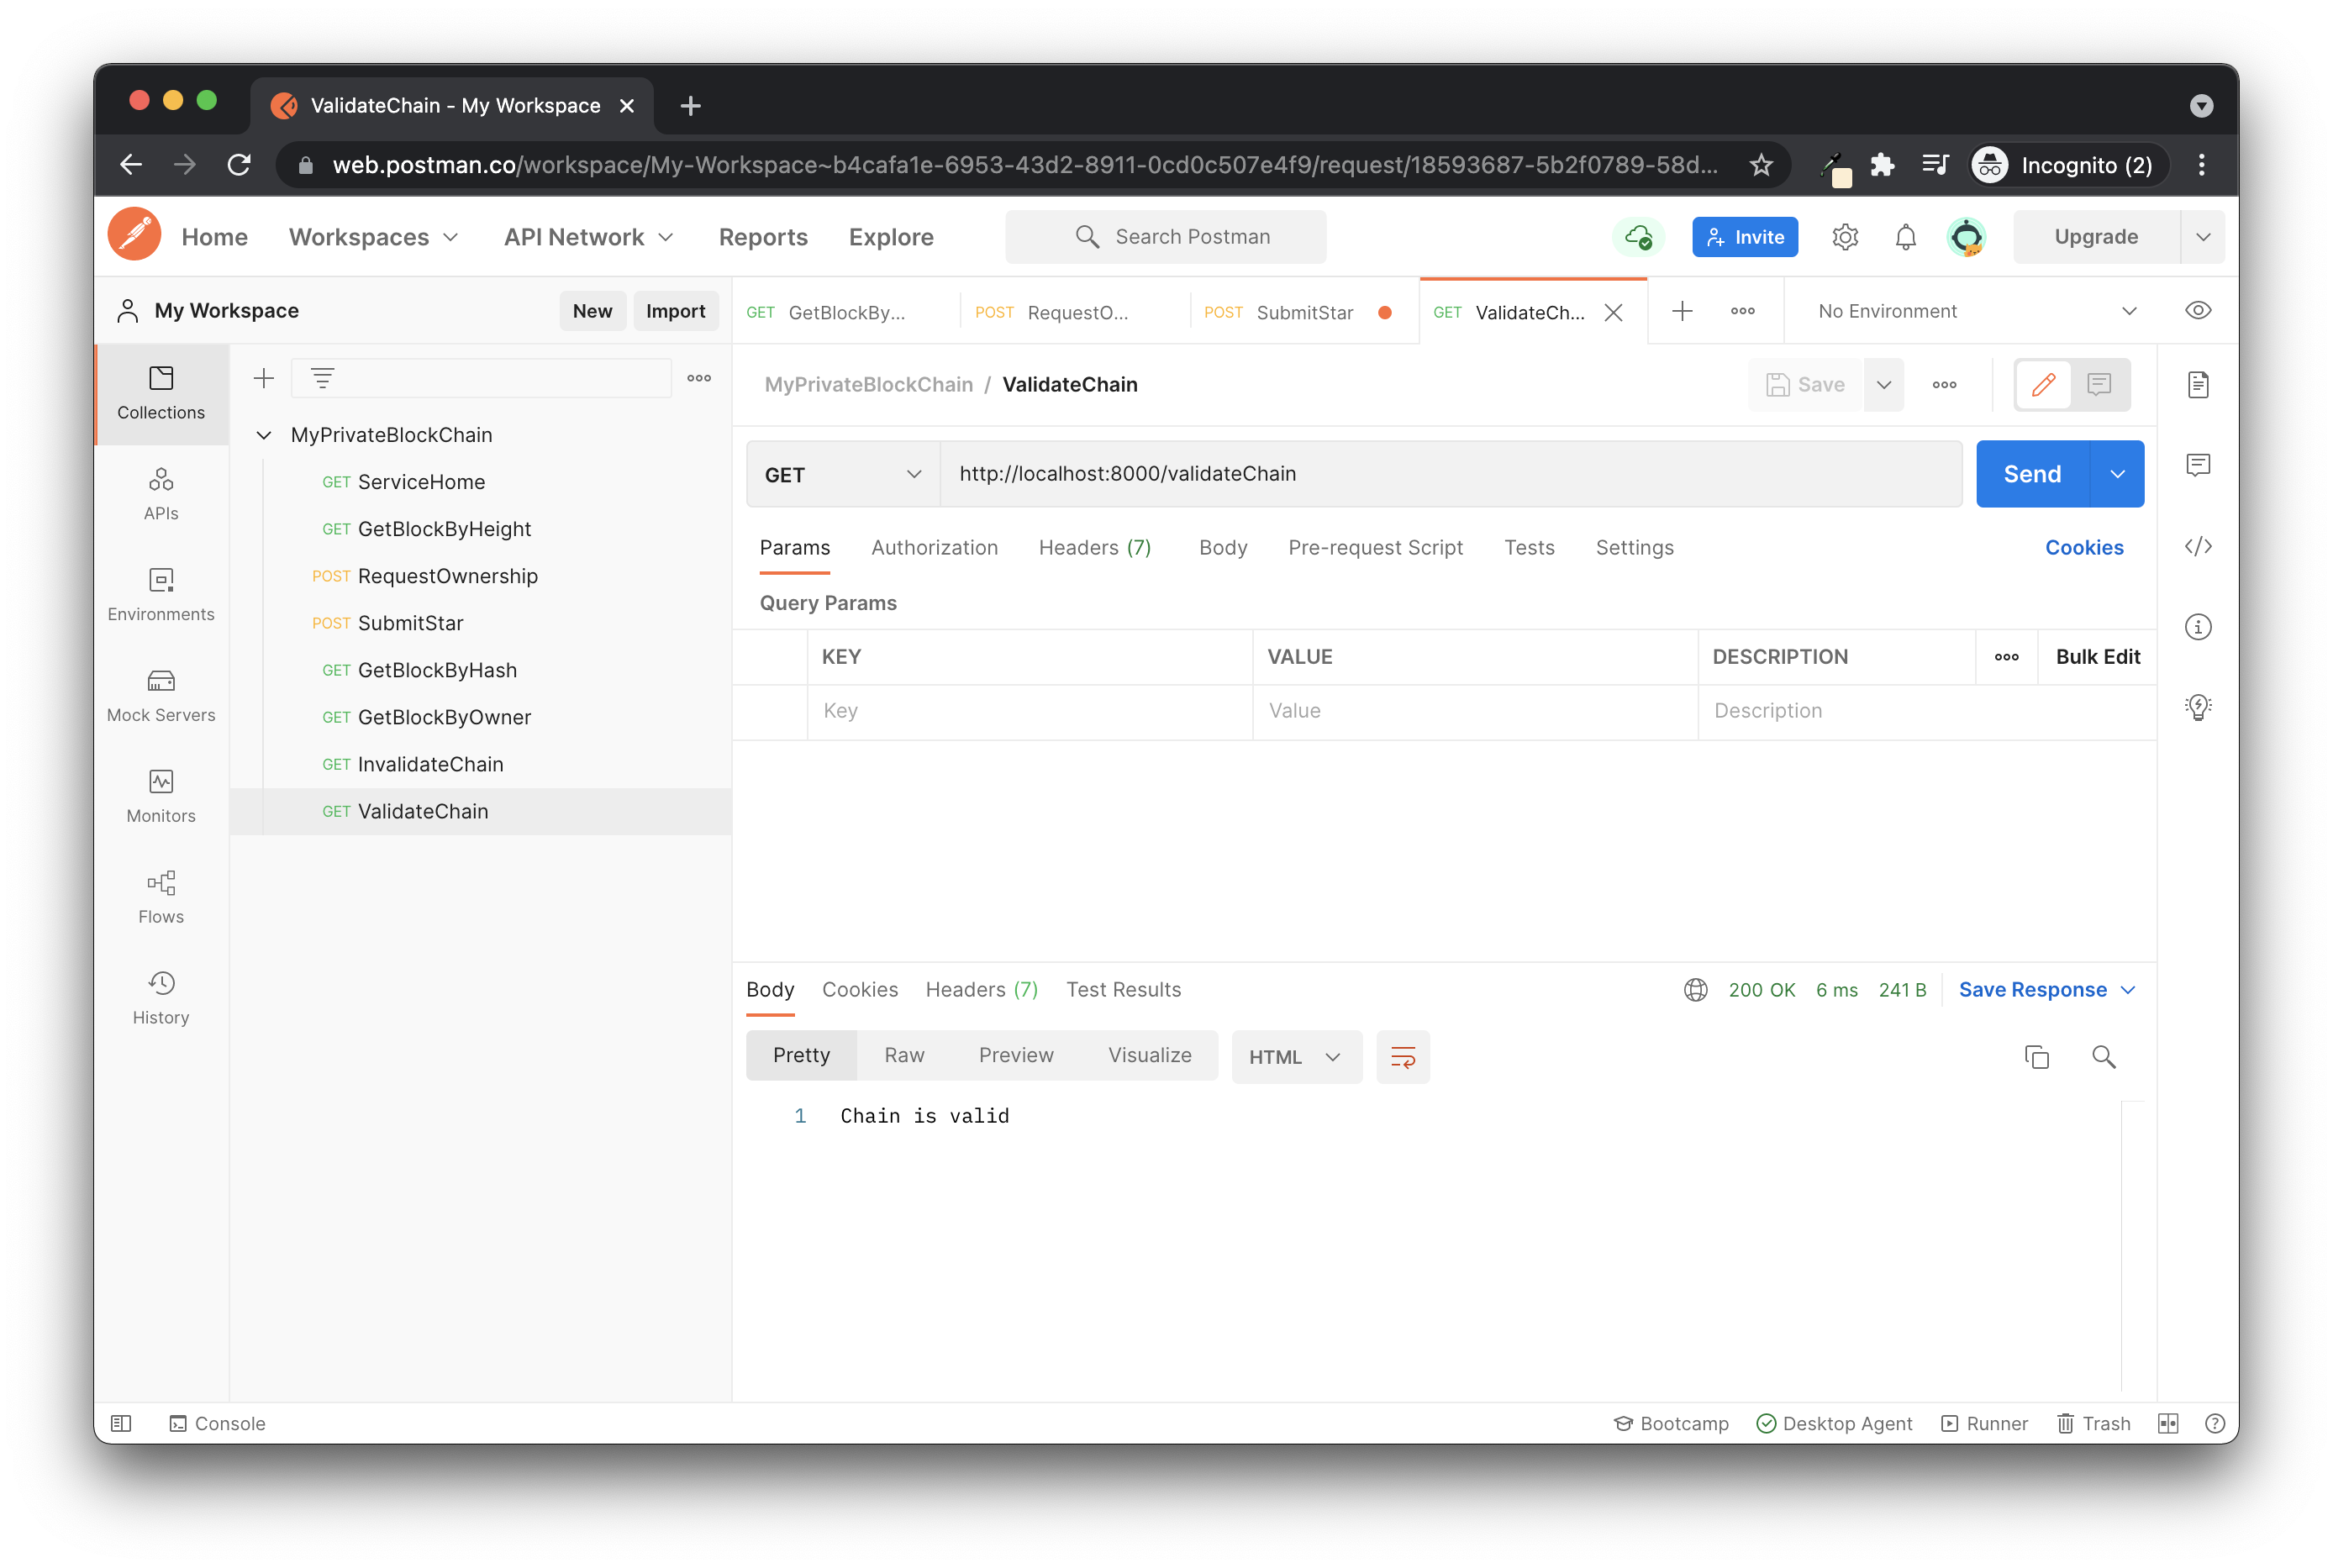 ValidateChain - My Workspace
web.postman.co/workspace/My-Workspace~b4cafa1e-6953-43d2-8911-0cd0c507e4f9/request/18593687-5b2f0789-58d...
Incognito (2)
Home
Workspaces
API Network
Reports
Explore
Search Postman
Invite
Upgrade
My Workspace
New
Import
GET GetBlockBy...
POST RequestO...
POST SubmitStar
GET ValidateCh...
No Environment
Collections
APIs
Environments
Mock Servers
Monitors
Flows
History
MyPrivateBlockChain
GET ServiceHome
GET GetBlockByHeight
POST RequestOwnership
POST SubmitStar
GET GetBlockByHash
GET GetBlockByOwner
GET InvalidateChain
GET ValidateChain
MyPrivateBlockChain / ValidateChain
Save
GET
http://localhost:8000/validateChain
Send
Params
Authorization
Headers (7)
Body
Pre-request Script
Tests
Settings
Cookies
Query Params
KEY
VALUE
DESCRIPTION
Bulk Edit
Key
Value
Description
Body
Cookies
Headers (7)
Test Results
200 OK
6 ms
241 B
Save Response
Pretty
Raw
Preview
Visualize
HTML
1 Chain is valid
Console
Bootcamp
Desktop Agent
Runner
Trash